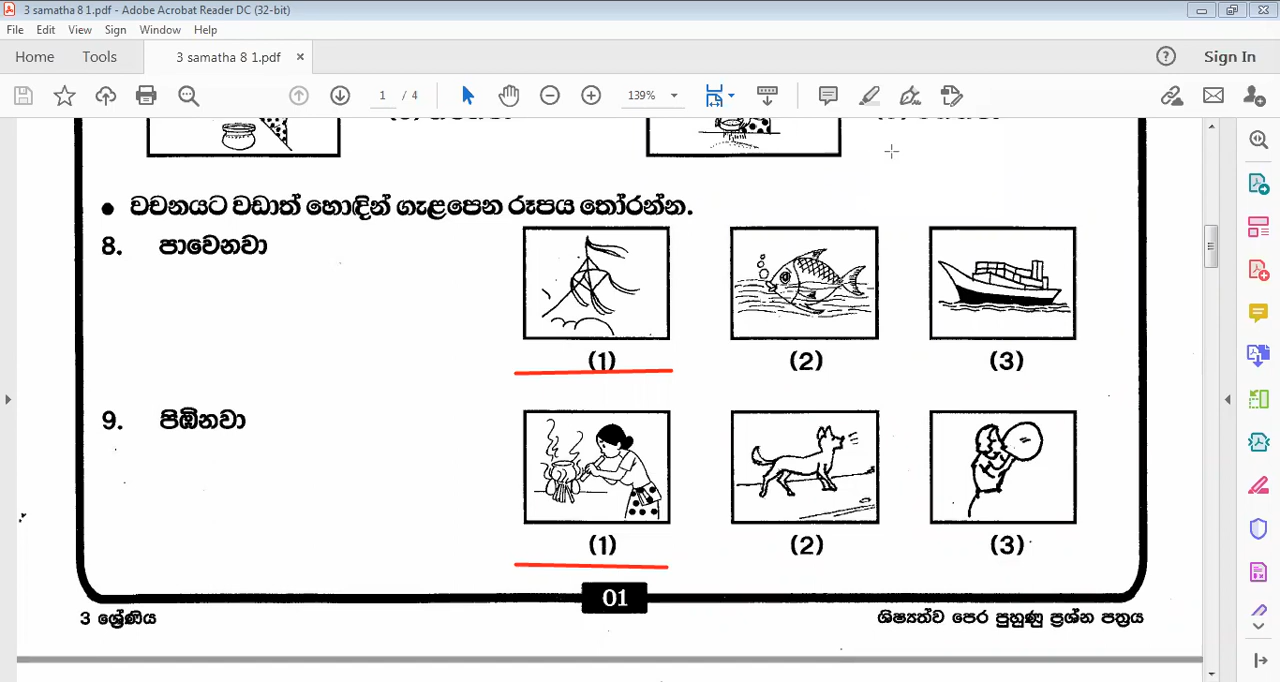 3 samatha 8 1.pdf - Adobe Acrobat Reader DC (32-bit)
File Edit View Sign Window Help
Home Tools 3 samatha 8 1.pdf × Sign In
1 / 4 139%
වචනයට වඩාත් හොඳින් ගැළපෙන රූපය තෝරන්න.
8. පාවෙනවා
(1) (2) (3)
9. පිඹිනවා
(1) (2) (3)
01
3 ශ්‍රේණිය ශිෂ්‍යත්ව පෙර පුහුණු ප්‍රශ්න පත්‍රය